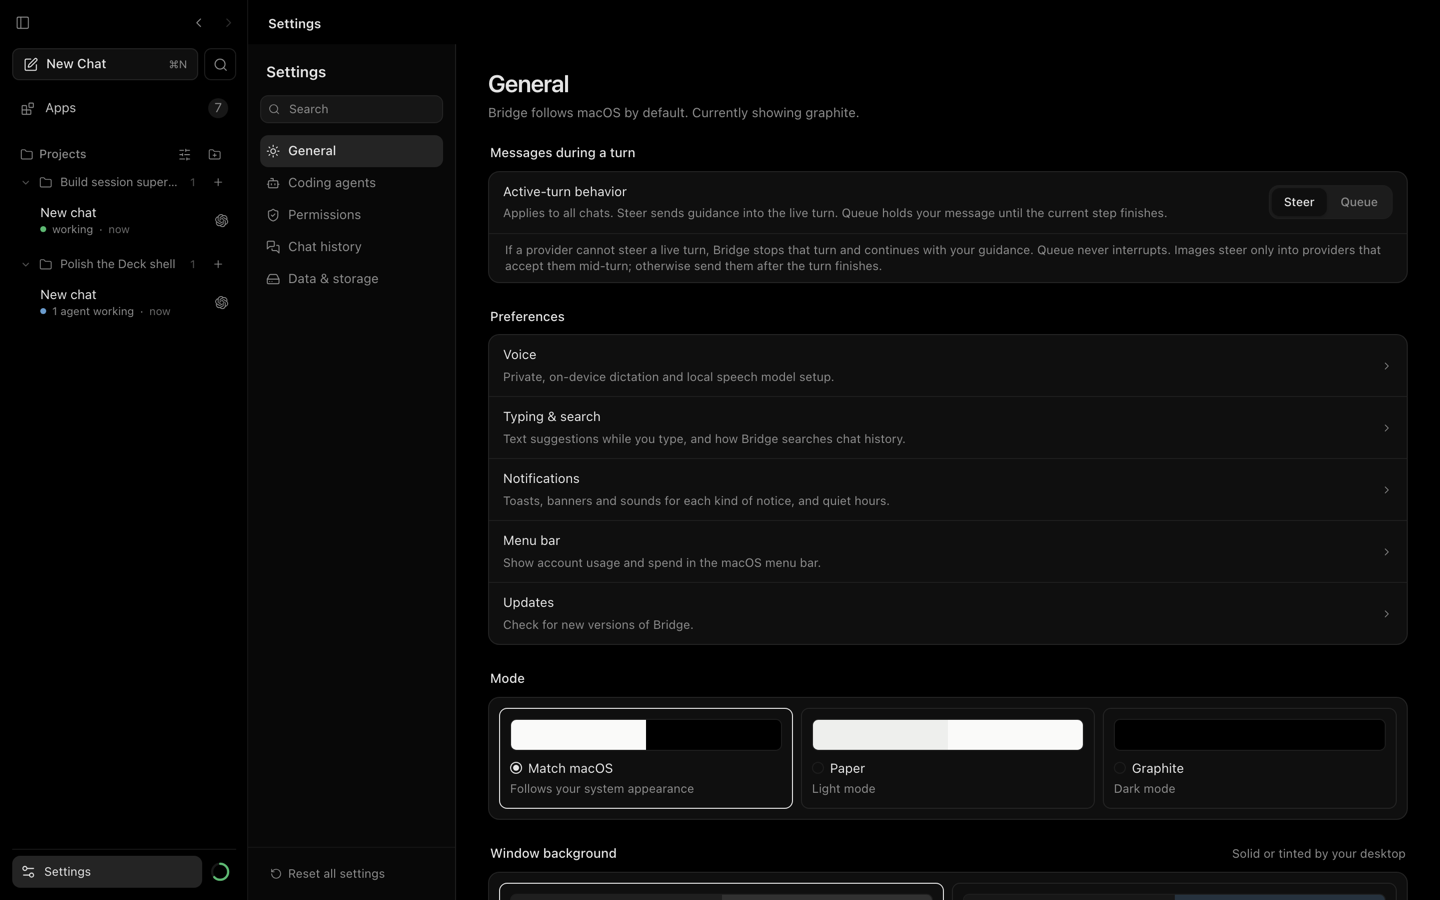 Settings
New Chat
⌘N
Apps
7
Projects
Build session super...
1
New chat
working · now
Polish the Deck shell
1
New chat
1 agent working · now
Settings
Settings
Search
General
Coding agents
Permissions
Chat history
Data & storage
Reset all settings
General
Bridge follows macOS by default. Currently showing graphite.
Messages during a turn
Active-turn behavior
Applies to all chats. Steer sends guidance into the live turn. Queue holds your message until the current step finishes.
Steer
Queue
If a provider cannot steer a live turn, Bridge stops that turn and continues with your guidance. Queue never interrupts. Images steer only into providers that
accept them mid-turn; otherwise send them after the turn finishes.
Preferences
Voice
Private, on-device dictation and local speech model setup.
Typing & search
Text suggestions while you type, and how Bridge searches chat history.
Notifications
Toasts, banners and sounds for each kind of notice, and quiet hours.
Menu bar
Show account usage and spend in the macOS menu bar.
Updates
Check for new versions of Bridge.
Mode
Match macOS
Follows your system appearance
Paper
Light mode
Graphite
Dark mode
Window background
Solid or tinted by your desktop